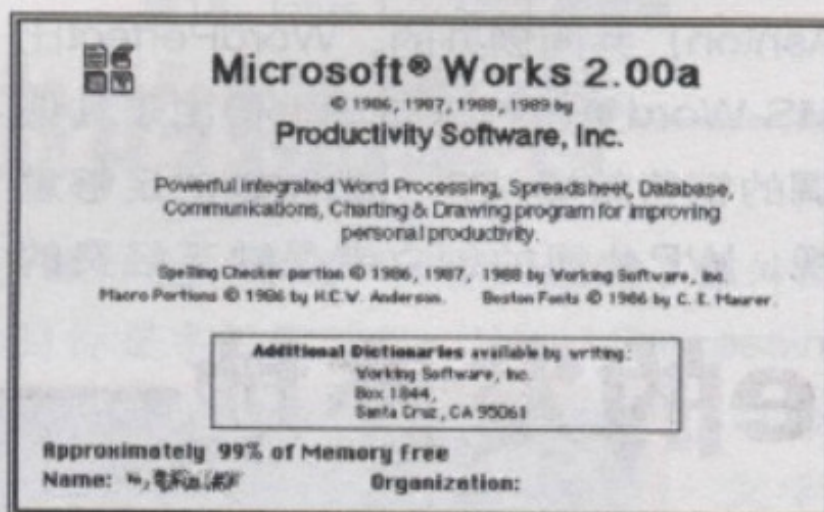 Microsoft® Works 2.00a
© 1986, 1987, 1988, 1989 by
Productivity Software, Inc.
Powerful integrated Word Processing, Spreadsheet, Database,
Communications, Charting & Drawing program for improving
personal productivity.
Spelling Checker portion © 1986, 1987, 1988 by Working Software, Inc.
Macro Portions © 1986 by H.C.W. Anderson. Boston Fonts © 1986 by C. E. Maurer.
Additional Dictionaries available by writing:
Working Software, Inc.
Box 1844,
Santa Cruz, CA 95061
Approximately 99% of Memory free
Name:
Organization: